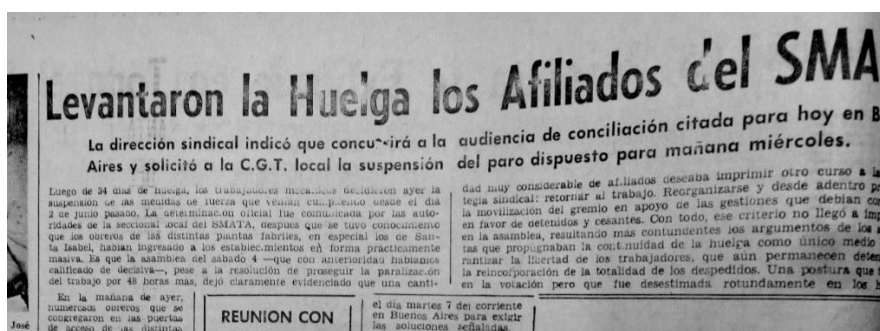 Levantaron la Huelga los Afiliados del SMA
La dirección sindical indicó que concurrirá a la audiencia de conciliación citada para hoy en B
Aires y solicitó a la C.G.T. local la suspensión del paro dispuesto para mañana miércoles.
Luego de 34 días de huelga, los trabajadores mecánicos decidieron ayer la
suspensión de las medidas de fuerza que venían cumpliendo desde el día
2 de junio pasado. La determinación oficial fue comunicada por las auto-
ridades de la seccional local del SMATA, después que se tuvo conocimiento
que los obreros de las distintas plantas fabriles, en especial los de San-
ta Isabel, habían ingresado a los establecimientos en forma prácticamente
masiva. Es que la asamblea del sábado 4 —que con anterioridad habíamos
calificado de decisiva—, pese a la resolución de proseguir la paralización
del trabajo por 48 horas más, dejó claramente evidenciado que una canti-
dad muy considerable de afiliados deseaba imprimir otro curso a la
tegia sindical: retornar al trabajo. Reorganizarse y desde adentro
la movilización del gremio en apoyo de las gestiones que debían
en favor de detenidos y cesantes. Con todo, ese criterio no llegó a
en la asamblea, resultando más contundentes los argumentos de los
tas que propugnaban la continuidad de la huelga como único medio
rantizar la libertad de los trabajadores, que aún permanecen
la reincorporación de la totalidad de los despedidos. Una postura que
en la votación pero que fue desestimada rotundamente en los
En la mañana de ayer,
numerosos obreros que se
congregaron en las puertas
de acceso de las distintas
José
REUNION CON
el día martes 7 del corriente
en Buenos Aires para exigir
las soluciones señaladas.